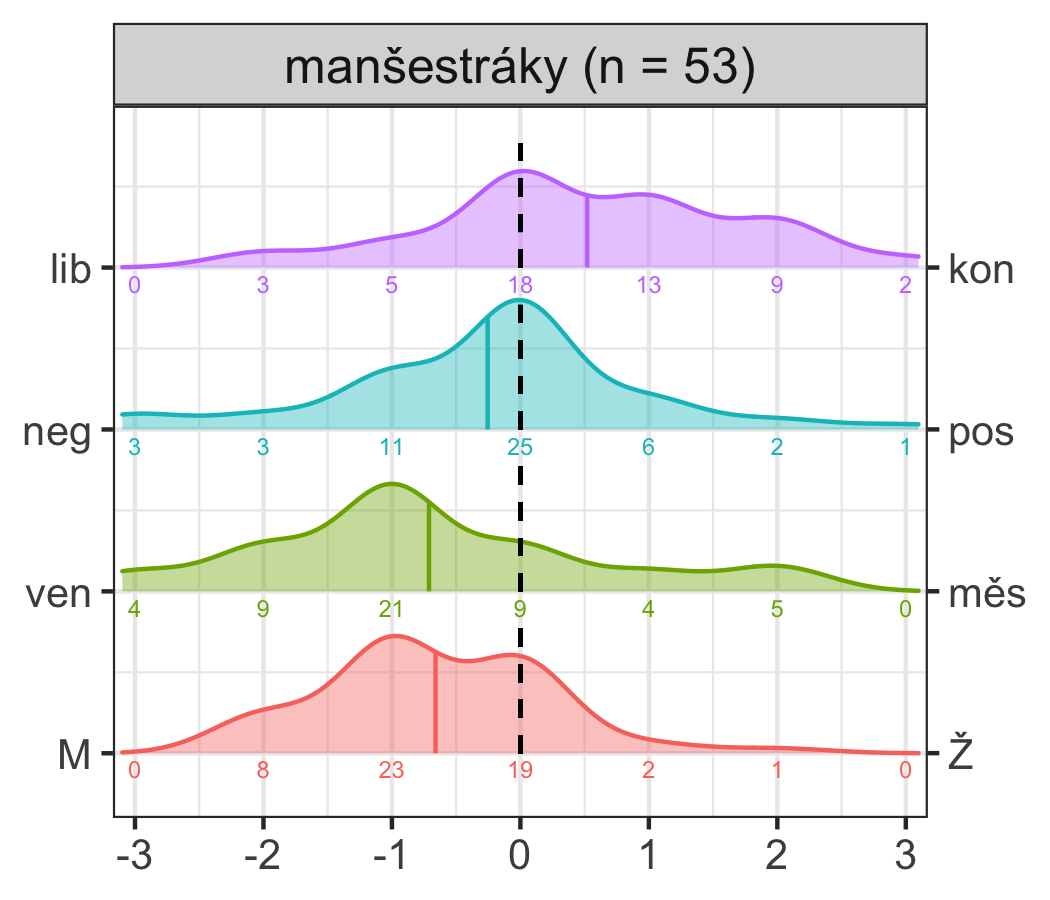 manšestráky (n = 53)
lib kon
0 3 5 18 13 9 2
neg pos
3 3 11 25 6 2 1
ven měs
4 9 21 9 4 5 0
M Ž
0 8 23 19 2 1 0
-3 -2 -1 0 1 2 3